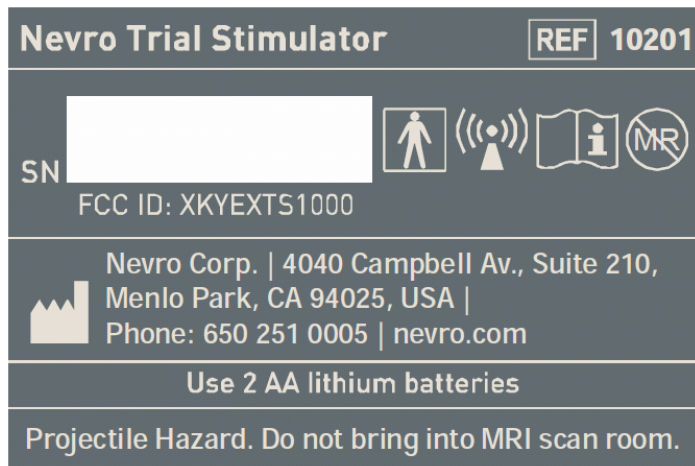 Nevro Trial Stimulator REF 10201
SN
MR
FCC ID: XKYEXTS1000
Nevro Corp. | 4040 Campbell Av., Suite 210,
Menlo Park, CA 94025, USA |
Phone: 650 251 0005 | nevro.com
Use 2 AA lithium batteries
Projectile Hazard. Do not bring into MRI scan room.